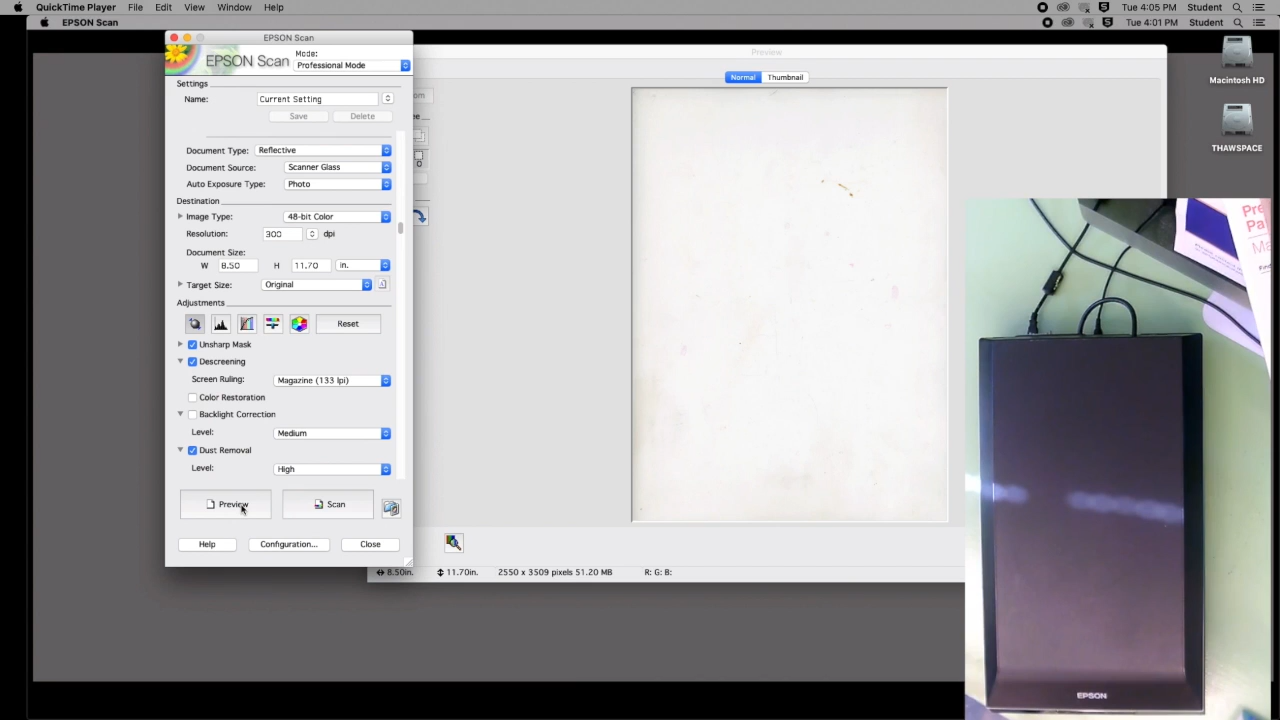 QuickTime Player File Edit View Window Help Tue 4:05 PM Student
EPSON Scan Tue 4:01 PM Student
EPSON Scan
EPSON Scan
Mode:
Professional Mode
Settings
Name: Current Setting
Save Delete
Document Type: Reflective
Document Source: Scanner Glass
Auto Exposure Type: Photo
Destination
Image Type: 48-bit Color
Resolution: 300 dpi
Document Size:
W 8.50 H 11.70 in.
Target Size: Original
Adjustments
Reset
Unsharp Mask
Descreening
Screen Ruling: Magazine (133 lpi)
Color Restoration
Backlight Correction
Level: Medium
Dust Removal
Level: High
Preview Scan
Help Configuration... Close
Preview
Normal Thumbnail
8.50in. 11.70in. 2550 x 3509 pixels 51.20 MB R: G: B:
Macintosh HD
THAWSPACE
EPSON